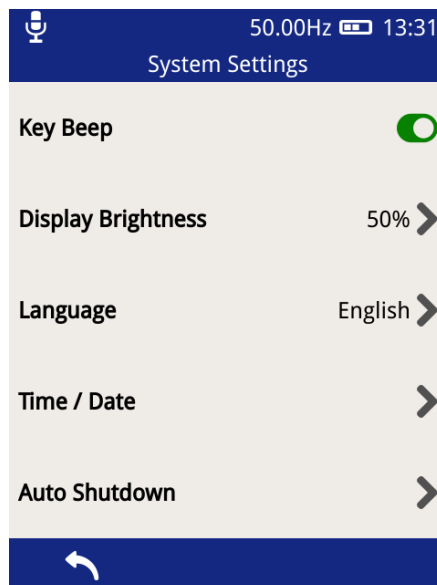 50.00Hz 13:31
System Settings
Key Beep
Display Brightness 50%
Language English
Time / Date
Auto Shutdown